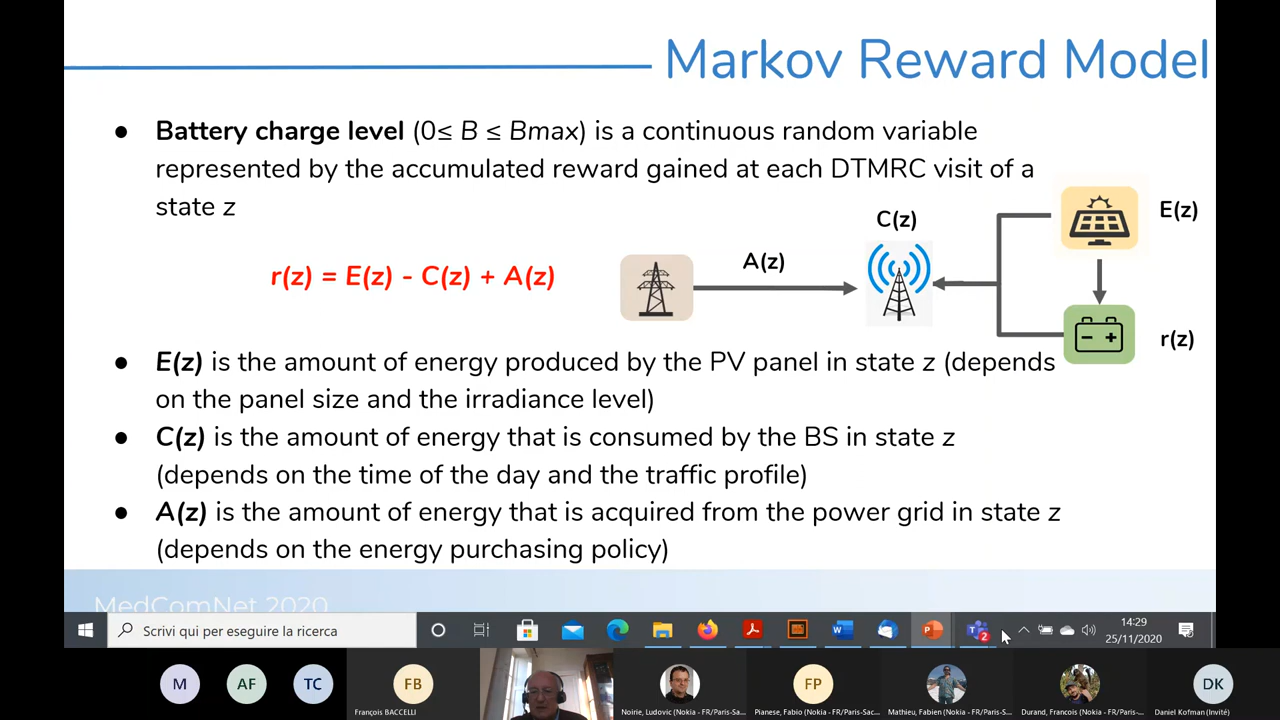 Markov Reward Model
● Battery charge level (0≤ B ≤ Bmax) is a continuous random variable
represented by the accumulated reward gained at each DTMRC visit of a
state z
r(z) = E(z) - C(z) + A(z)
A(z)
C(z)
E(z)
r(z)
● E(z) is the amount of energy produced by the PV panel in state z (depends
on the panel size and the irradiance level)
● C(z) is the amount of energy that is consumed by the BS in state z
(depends on the time of the day and the traffic profile)
● A(z) is the amount of energy that is acquired from the power grid in state z
(depends on the energy purchasing policy)
MedComNet 2020
Scrivi qui per eseguire la ricerca
W
P
T
2
14:29
25/11/2020
M
AF
TC
FB
François BACCELLI
Noirie, Ludovic (Nokia - FR/Paris-Sa...
FP
Pianese, Fabio (Nokia - FR/Paris-Sac...
Mathieu, Fabien (Nokia - FR/Paris-S...
Durand, Francois (Nokia - FR/Paris-...
DK
Daniel Kofman (Invité)